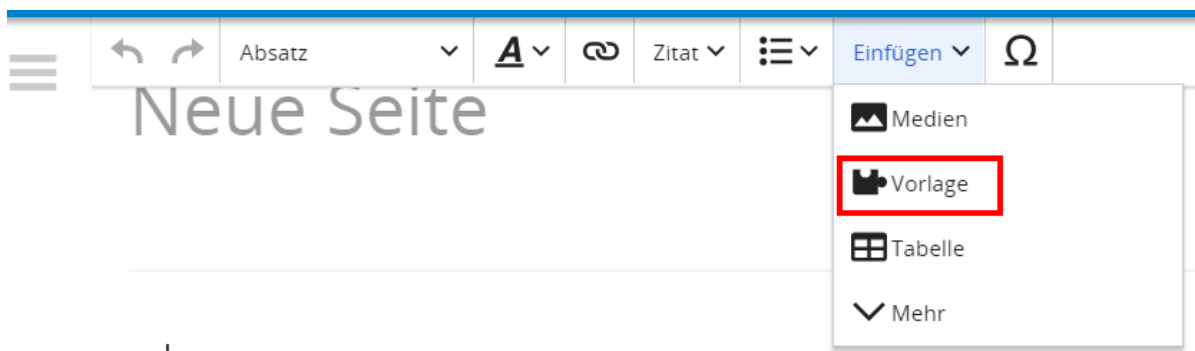 Absatz A Zitat Einfügen Ω
Neue Seite
Medien
Vorlage
Tabelle
Mehr